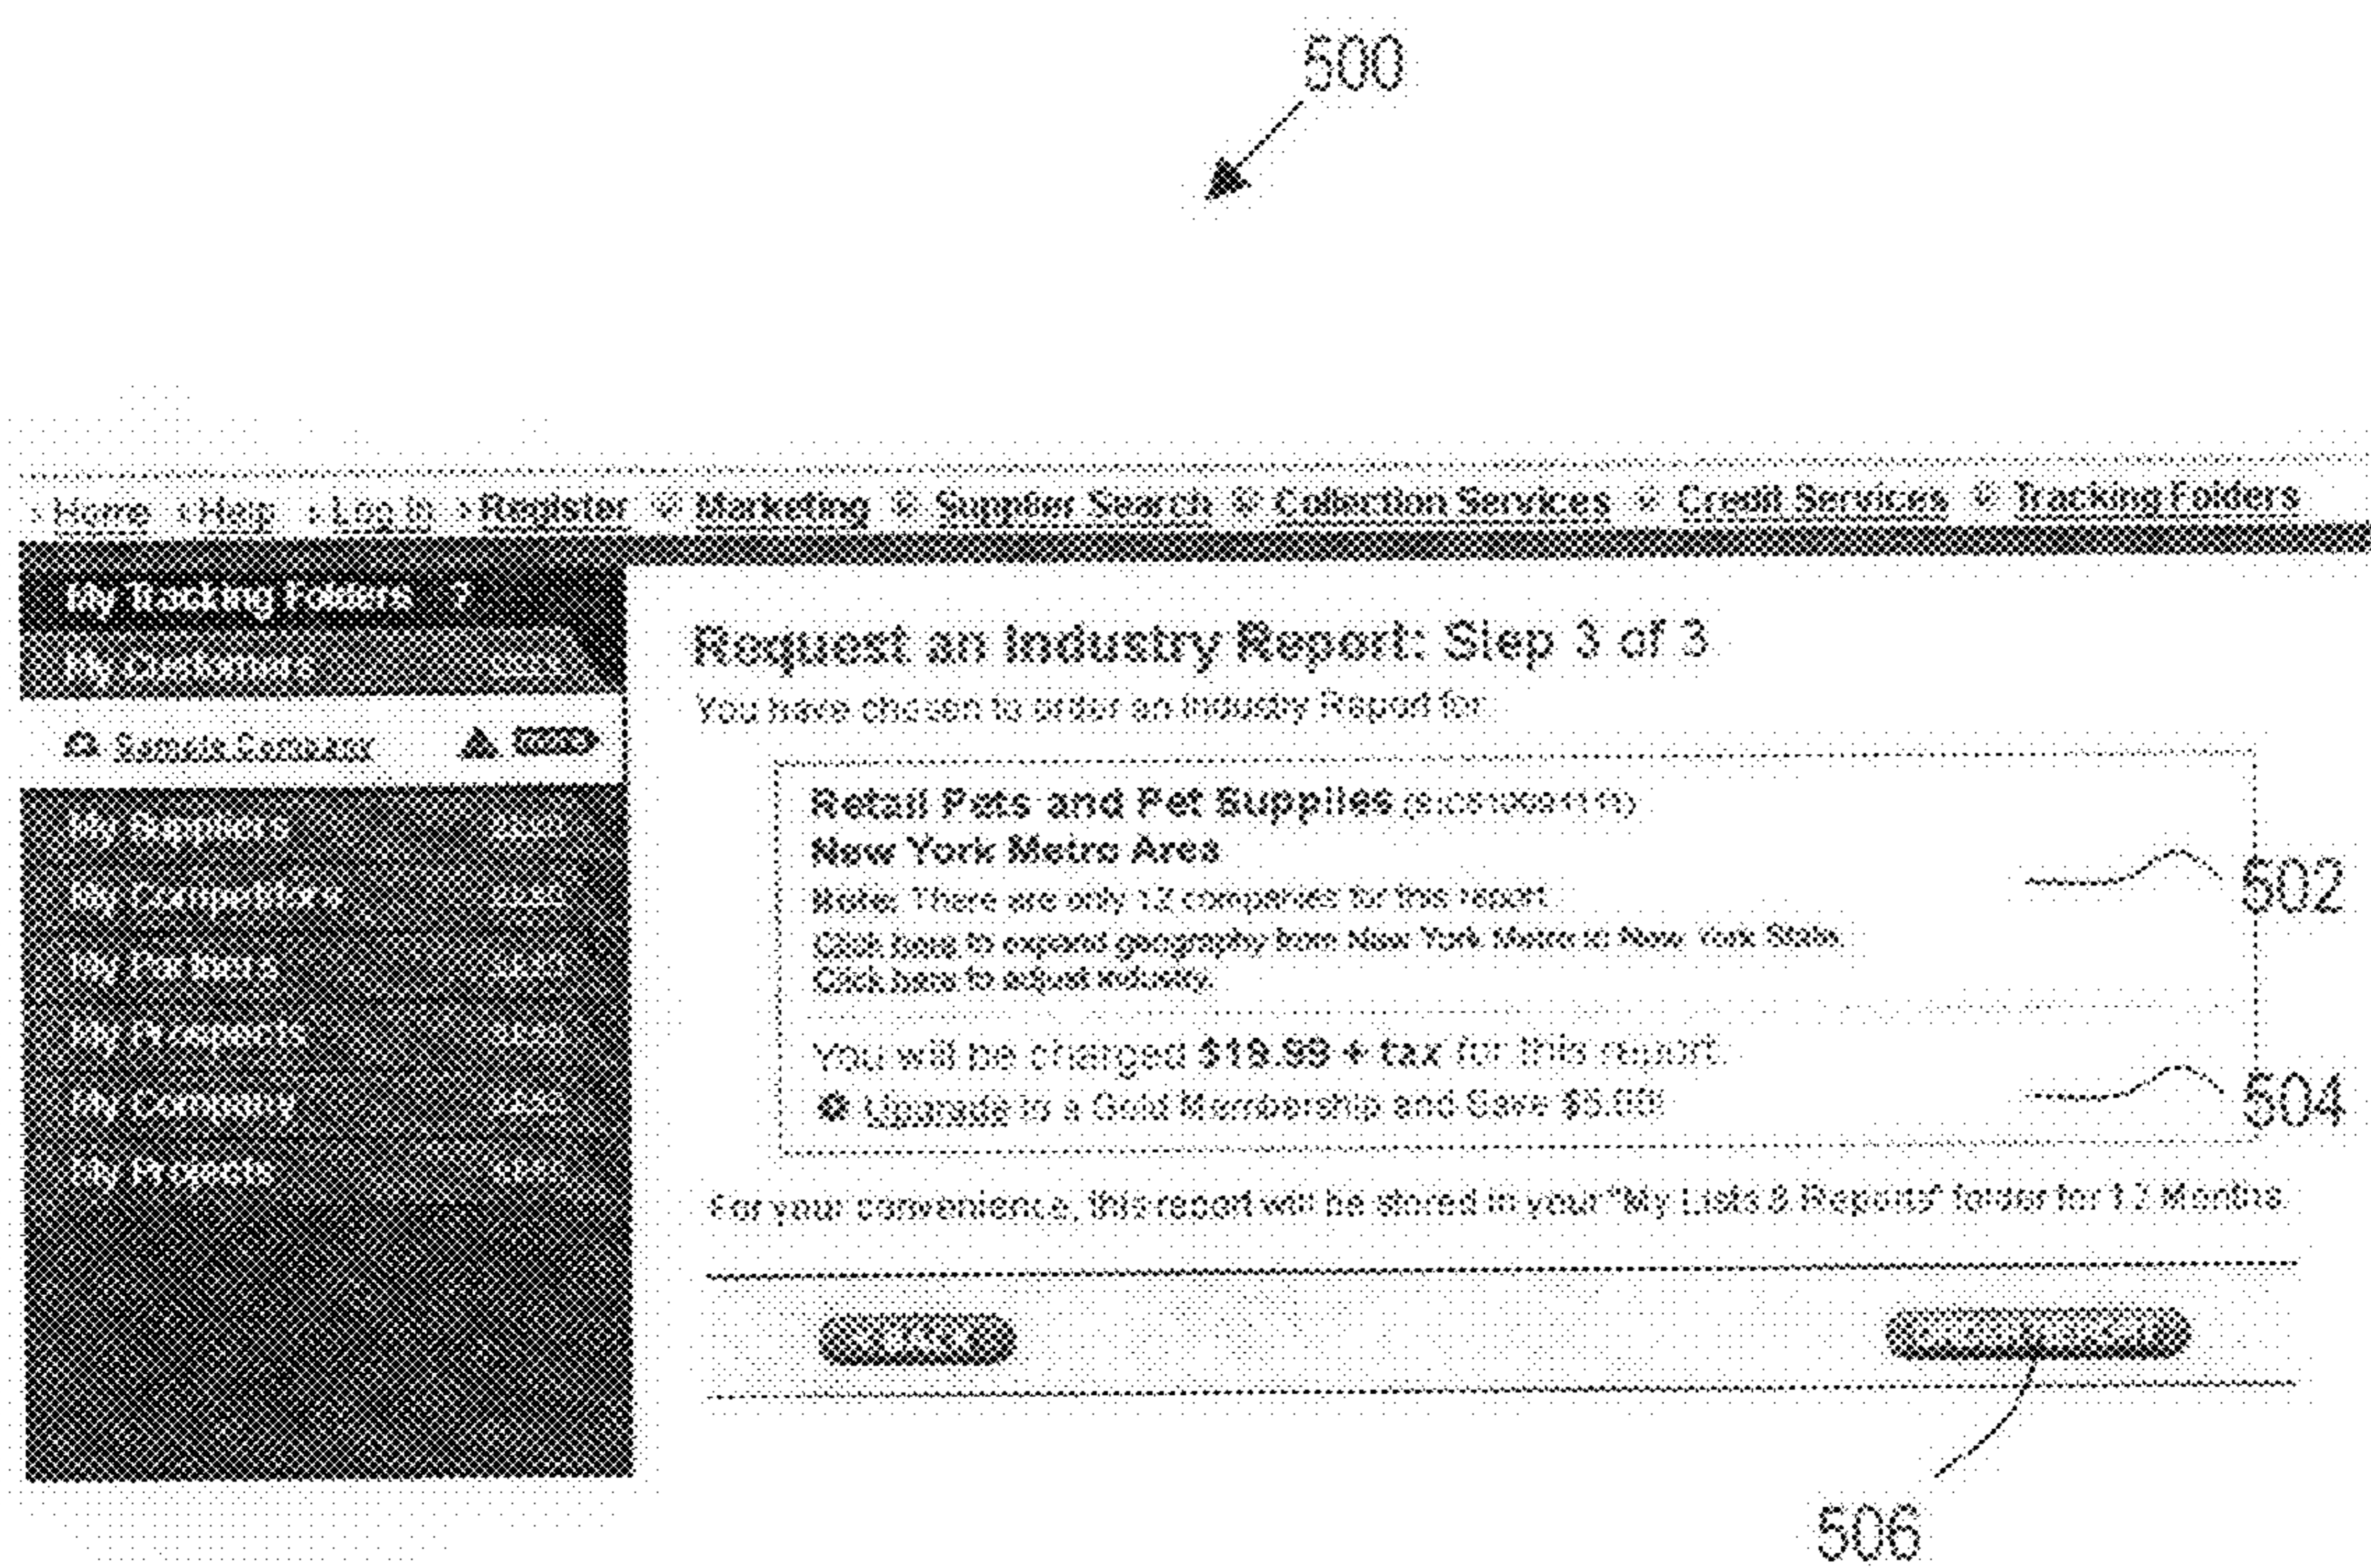 500
Home Help Log In Register Marketing Supplier Search Collection Services Credit Services Tracking Folders
My Tracking Folders ?
My Customers
Sample Company
My Suppliers
My Competitors
My Partners
My Prospects
My Company
My Projects
Request an Industry Report: Step 3 of 3
You have chosen to order an Industry Report for:
Retail Pets and Pet Supplies
New York Metro Area
Note: There are only 12 companies for this report.
Click here to expand geography from New York Metro to New York State.
Click here to adjust industry.
502
You will be charged $19.99 + tax for this report.
Upgrade to a Gold Membership and Save $5.00!
504
For your convenience, this report will be stored in your "My Lists & Reports" folder for 12 Months.
506